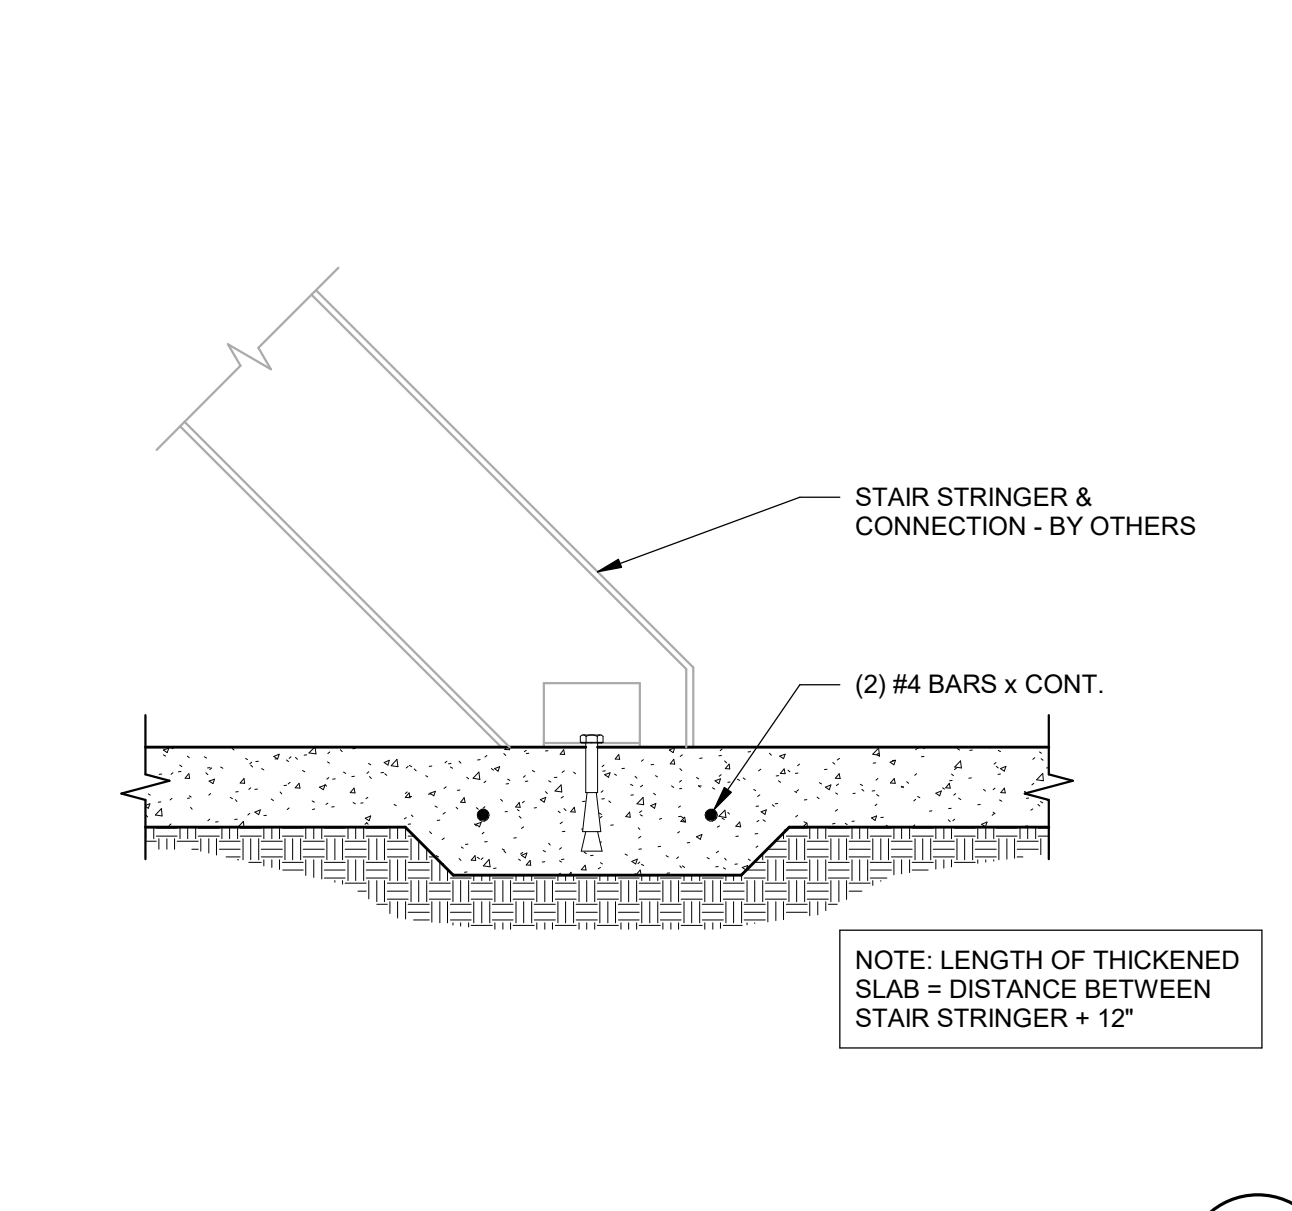 STAIR STRINGER &
CONNECTION - BY OTHERS
(2) #4 BARS x CONT.
NOTE: LENGTH OF THICKENED
SLAB = DISTANCE BETWEEN
STAIR STRINGER + 12"